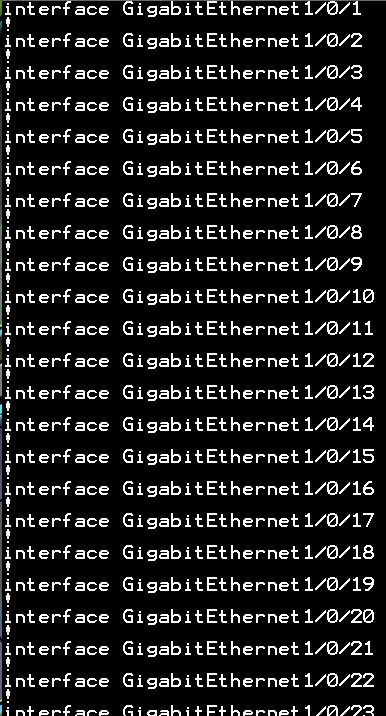 interface GigabitEthernet1/0/1
!
interface GigabitEthernet1/0/2
!
interface GigabitEthernet1/0/3
!
interface GigabitEthernet1/0/4
!
interface GigabitEthernet1/0/5
!
interface GigabitEthernet1/0/6
!
interface GigabitEthernet1/0/7
!
interface GigabitEthernet1/0/8
!
interface GigabitEthernet1/0/9
!
interface GigabitEthernet1/0/10
!
interface GigabitEthernet1/0/11
!
interface GigabitEthernet1/0/12
!
interface GigabitEthernet1/0/13
!
interface GigabitEthernet1/0/14
!
interface GigabitEthernet1/0/15
!
interface GigabitEthernet1/0/16
!
interface GigabitEthernet1/0/17
!
interface GigabitEthernet1/0/18
!
interface GigabitEthernet1/0/19
!
interface GigabitEthernet1/0/20
!
interface GigabitEthernet1/0/21
!
interface GigabitEthernet1/0/22
!
interface GigabitEthernet1/0/23